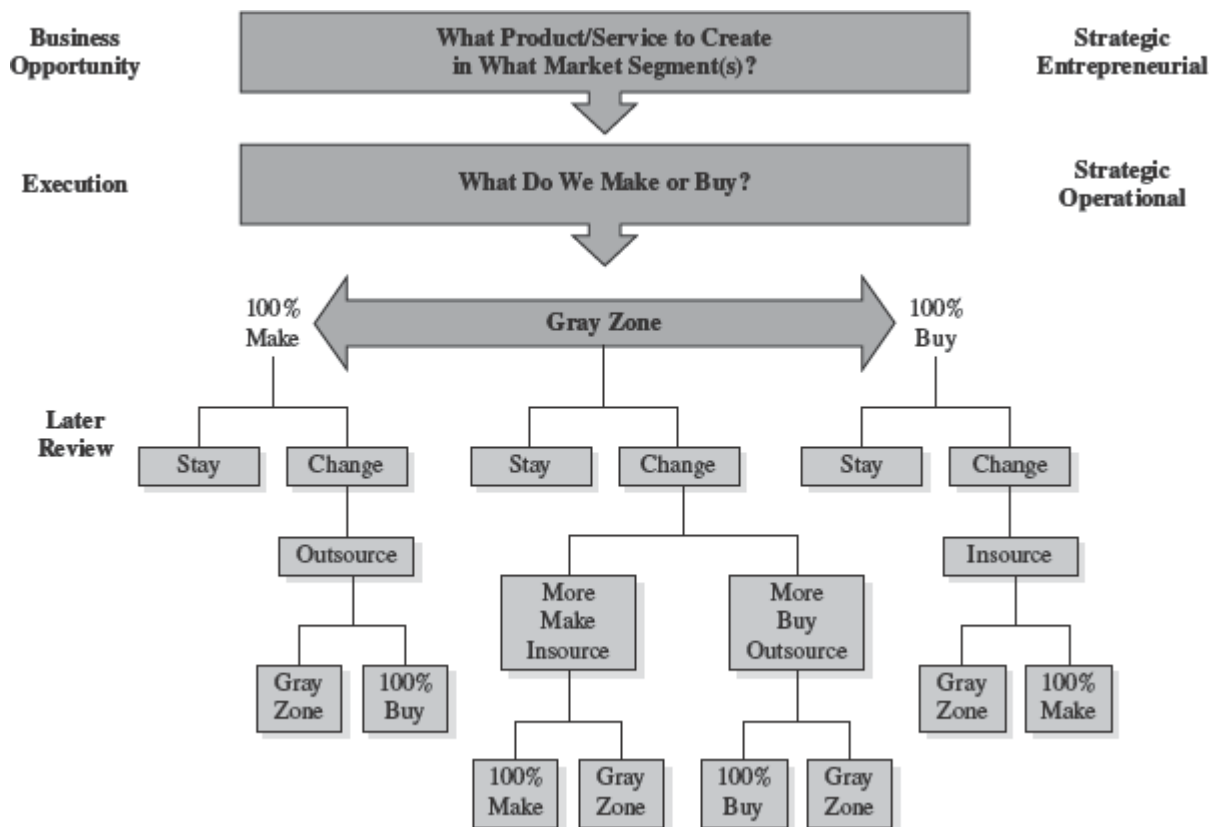 Business
Opportunity
What Product/Service to Create
in What Market Segment(s)?
Strategic
Entrepreneurial
Execution
What Do We Make or Buy?
Strategic
Operational
100%
Make
Gray Zone
100%
Buy
Later
Review
Stay
Change
Stay
Change
Stay
Change
Outsource
Insource
More
Make
Insource
More
Buy
Outsource
Gray
Zone
100%
Buy
Gray
Zone
100%
Make
100%
Make
Gray
Zone
100%
Buy
Gray
Zone